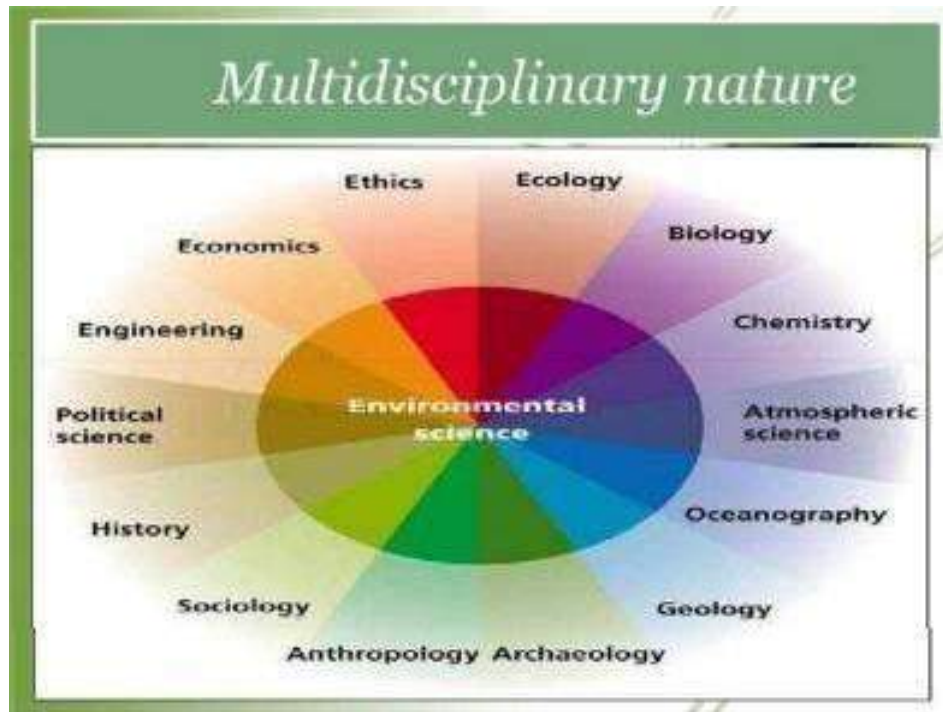 Multidisciplinary nature
Ethics
Ecology
Biology
Chemistry
Atmospheric
science
Oceanography
Geology
Archaeology
Anthropology
Sociology
History
Political
science
Engineering
Economics
Environmental
science